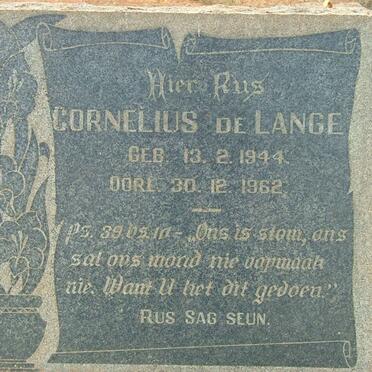 Hier Rus
CORNELIUS DE LANGE
GEB. 13. 2. 1944.
OORL. 30. 12. 1962.
Ps. 39 vs. 10 - „Ons is stom, ons
sal ons mond nie oopmaak
nie. Want U het dit gedoen."
RUS SAG SEUN.